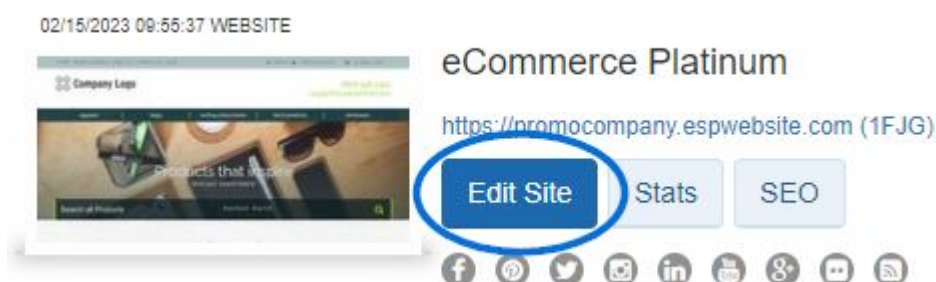 02/15/2023 09:55:37 WEBSITE
eCommerce Platinum
Company Logo
https://promocompany.espwebsite.com (1FJG)
Products that inspire
Edit Site
Stats
SEO
Search all Products